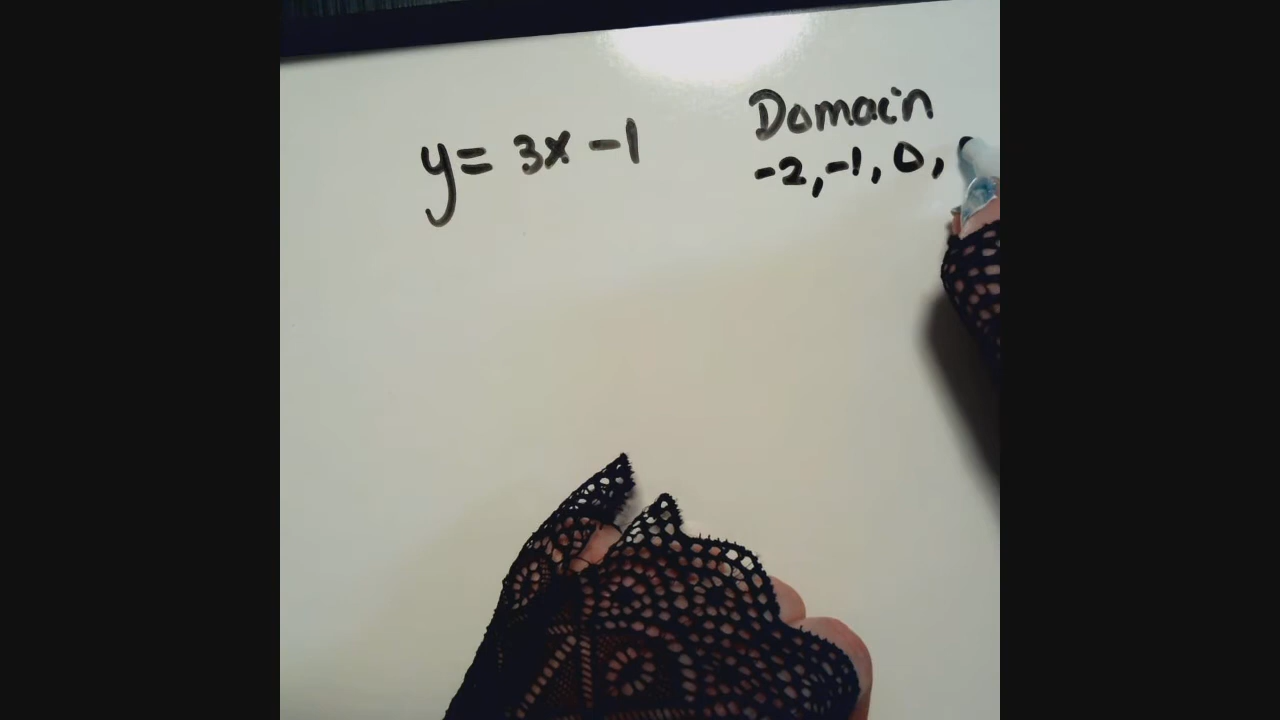 y = 3x - 1
Domain
-2, -1, 0,